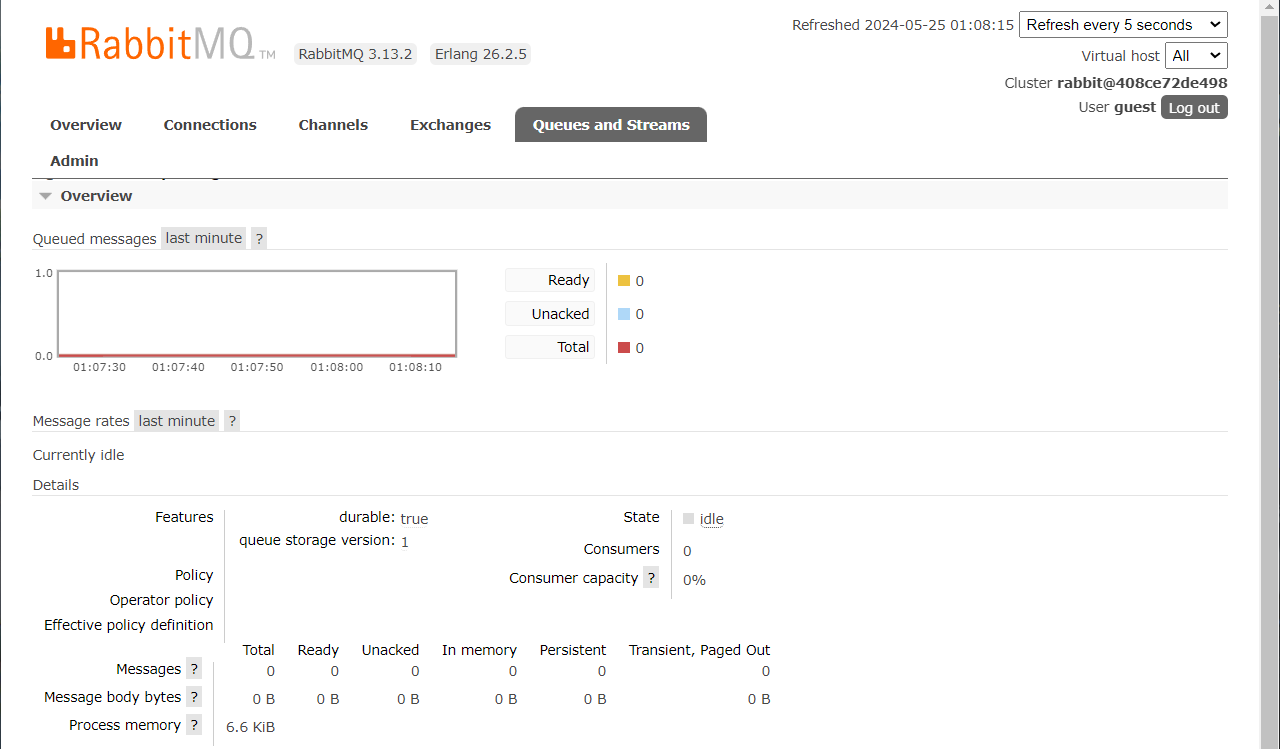 RabbitMQ TM RabbitMQ 3.13.2 Erlang 26.2.5
Refreshed 2024-05-25 01:08:15 Refresh every 5 seconds
Virtual host All
Cluster rabbit@408ce72de498
User guest Log out
Overview Connections Channels Exchanges Queues and Streams
Admin
Overview
Queued messages last minute ?
1.0
0.0
01:07:30 01:07:40 01:07:50 01:08:00 01:08:10
Ready 0
Unacked 0
Total 0
Message rates last minute ?
Currently idle
Details
Features durable: true
queue storage version: 1
Policy
Operator policy
Effective policy definition
State idle
Consumers 0
Consumer capacity ? 0%
Total Ready Unacked In memory Persistent Transient, Paged Out
Messages ? 0 0 0 0 0 0
Message body bytes ? 0 B 0 B 0 B 0 B 0 B 0 B
Process memory ? 6.6 KiB